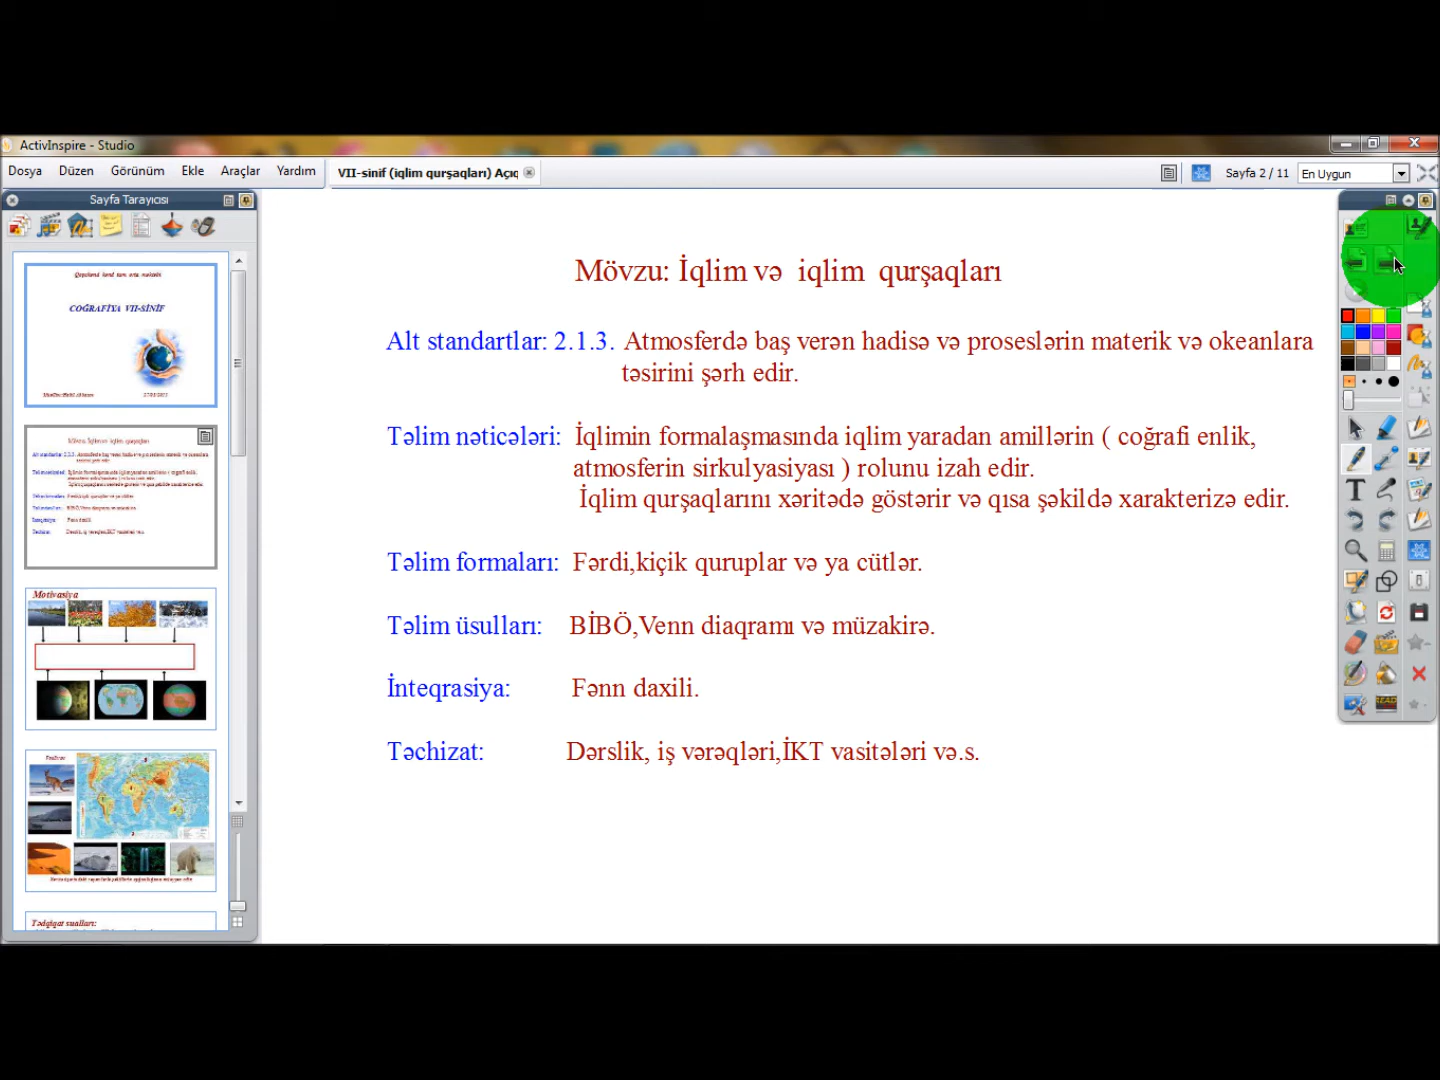 ActivInspire - Studio
Dosya Düzen Görünüm Ekle Araçlar Yardım
VII-sinif (iqlim qurşaqları) Açıq
Sayfa 2 / 11
En Uygun
Sayfa Tarayıcısı
COĞRAFİYA VII-SİNİF
Motivasiya
Tədqiqat sualları:
Mövzu: İqlim və iqlim qurşaqları
Alt standartlar: 2.1.3. Atmosferdə baş verən hadisə və proseslərin materik və okeanlara
təsirini şərh edir.
Təlim nəticələri: İqlimin formalaşmasında iqlim yaradan amillərin ( coğrafi enlik,
atmosferin sirkulyasiyası ) rolunu izah edir.
İqlim qurşaqlarını xəritədə göstərir və qısa şəkildə xarakterizə edir.
Təlim formaları: Fərdi,kiçik quruplar və ya cütlər.
Təlim üsulları: BİBÖ,Venn diaqramı və müzakirə.
İnteqrasiya: Fənn daxili.
Təchizat: Dərslik, iş vərəqləri,İKT vasitələri və.s.